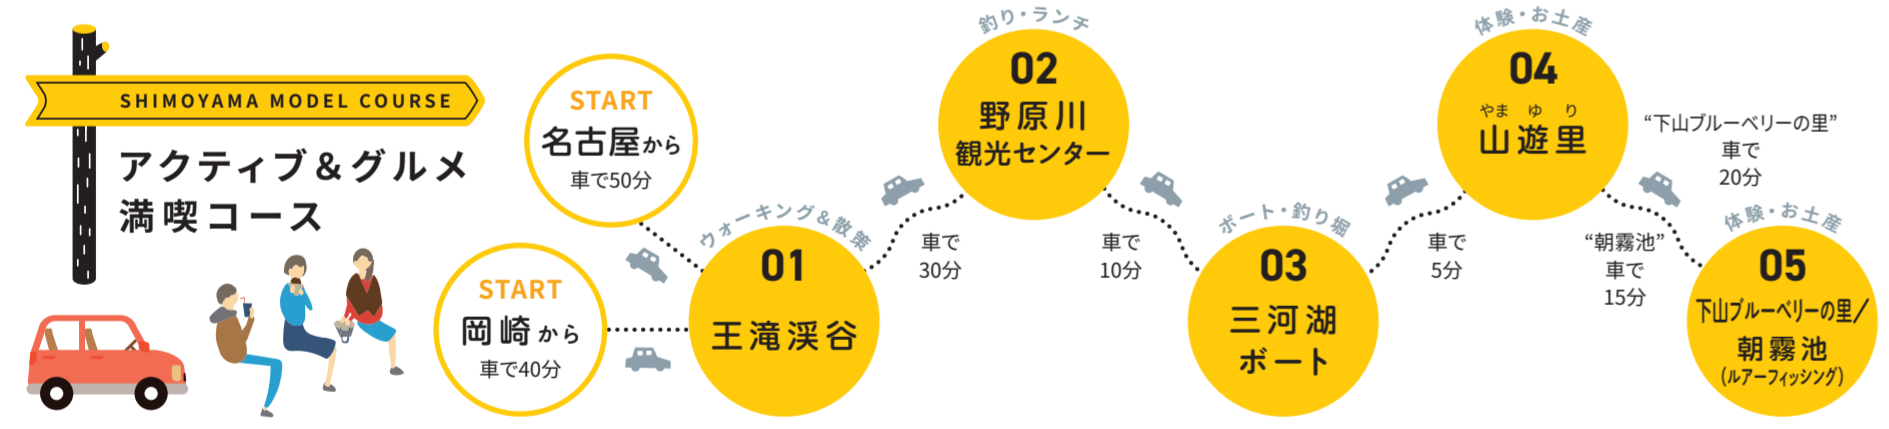 SHIMOYAMA MODEL COURSE
アクティブ&グルメ
満喫コース
START
名古屋から
車で50分
START
岡崎から
車で40分
ウォーキング&散策
01
王滝渓谷
車で
30分
釣り・ランチ
02
野原川
観光センター
車で
10分
ボート・釣り堀
03
三河湖
ボート
車で
5分
体験・お土産
04
やまゆり
山遊里
“下山ブルーベリーの里”
車で
20分
“朝霧池”
車で
15分
体験・お土産
05
下山ブルーベリーの里/
朝霧池
(ルアーフィッシング)